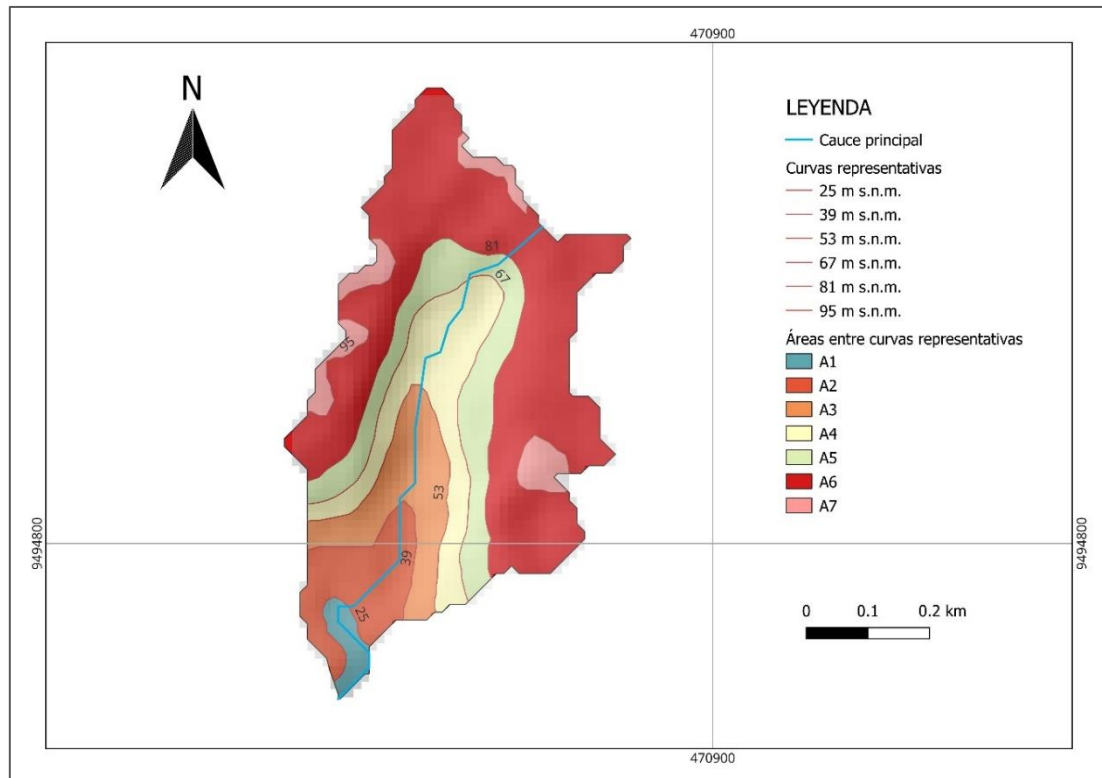 470900
N
LEYENDA
Cauce principal
Curvas representativas
25 m s.n.m.
39 m s.n.m.
53 m s.n.m.
67 m s.n.m.
81 m s.n.m.
95 m s.n.m.
Áreas entre curvas representativas
A1
A2
A3
A4
A5
A6
A7
81
67
95
53
9494800
9494800
39
25
0 0.1 0.2 km
470900